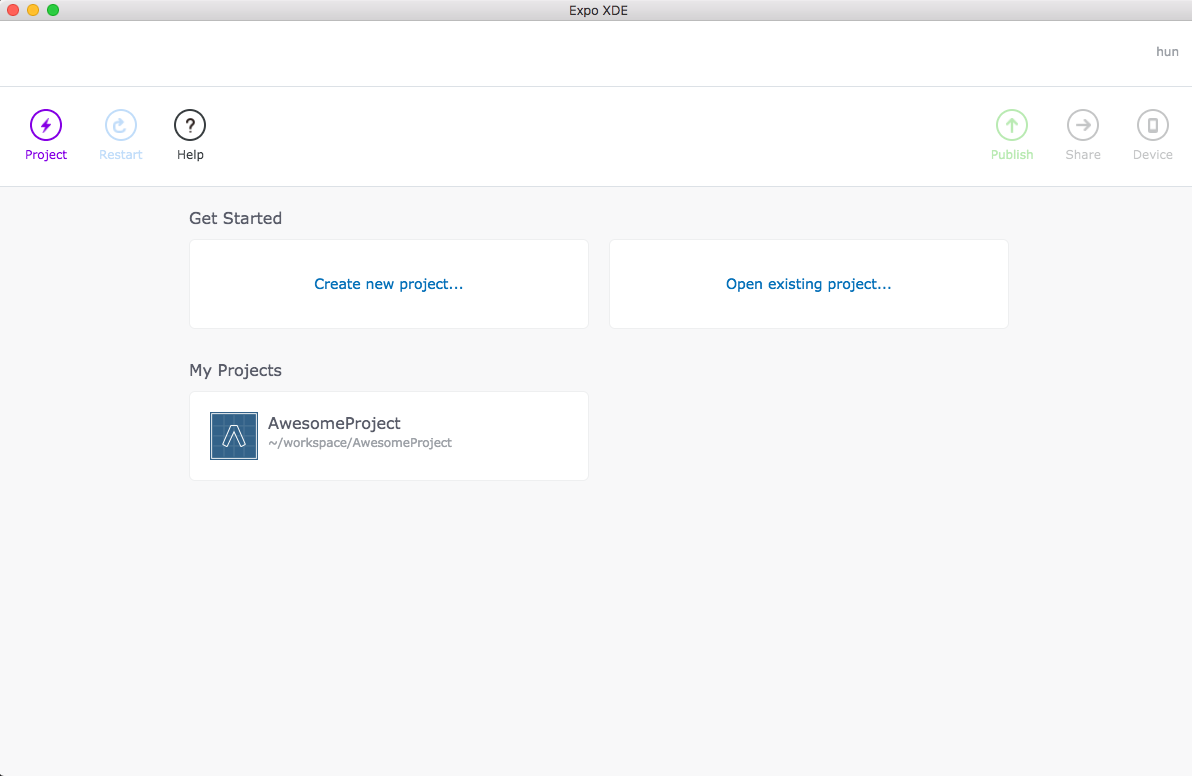 Expo XDE
hun
Project
Restart
Help
Publish
Share
Device
Get Started
Create new project...
Open existing project...
My Projects
AwesomeProject
~/workspace/AwesomeProject